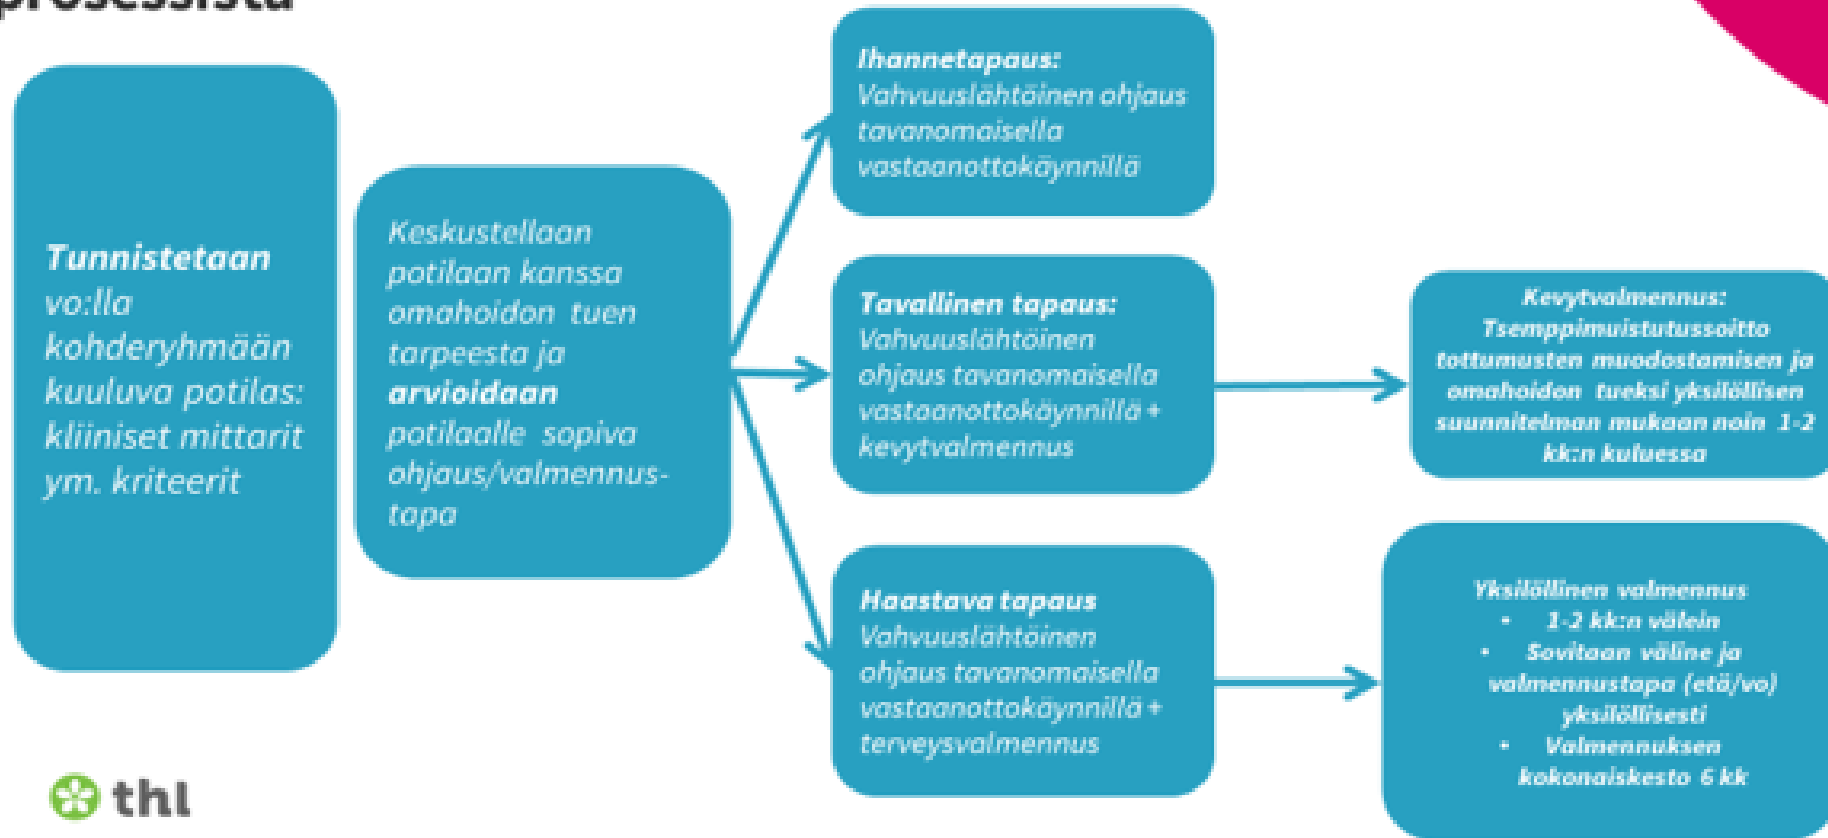 prosessista
Tunnistetaan
vo:lla
kohderyhmään
kuuluva potilas:
kliiniset mittarit
ym. kriteerit
Keskustellaan
potilaan kanssa
omahoidon tuen
tarpeesta ja
arvioidaan
potilaalle sopiva
ohjaus/valmennus-
tapa
Ihannetapaus:
Vahvuuslähtöinen ohjaus
tavanomaisella
vastaanottokäynnillä
Tavallinen tapaus:
Vahvuuslähtöinen
ohjaus tavanomaisella
vastaanottokäynnillä +
kevytvalmennus
Haastava tapaus
Vahvuuslähtöinen
ohjaus tavanomaisella
vastaanottokäynnillä +
terveysvalmennus
Kevytvalmennus:
Tsemppimuistutussoitto
tottumusten muodostamisen ja
omahoidon tueksi yksilöllisen
suunnitelman mukaan noin 1-2
kk:n kuluessa
Yksilöllinen valmennus
• 1-2 kk:n välein
• Sovitaan väline ja
valmennustapa (etä/vo)
yksilöllisesti
• Valmennuksen
kokonaiskesto 6 kk
thl